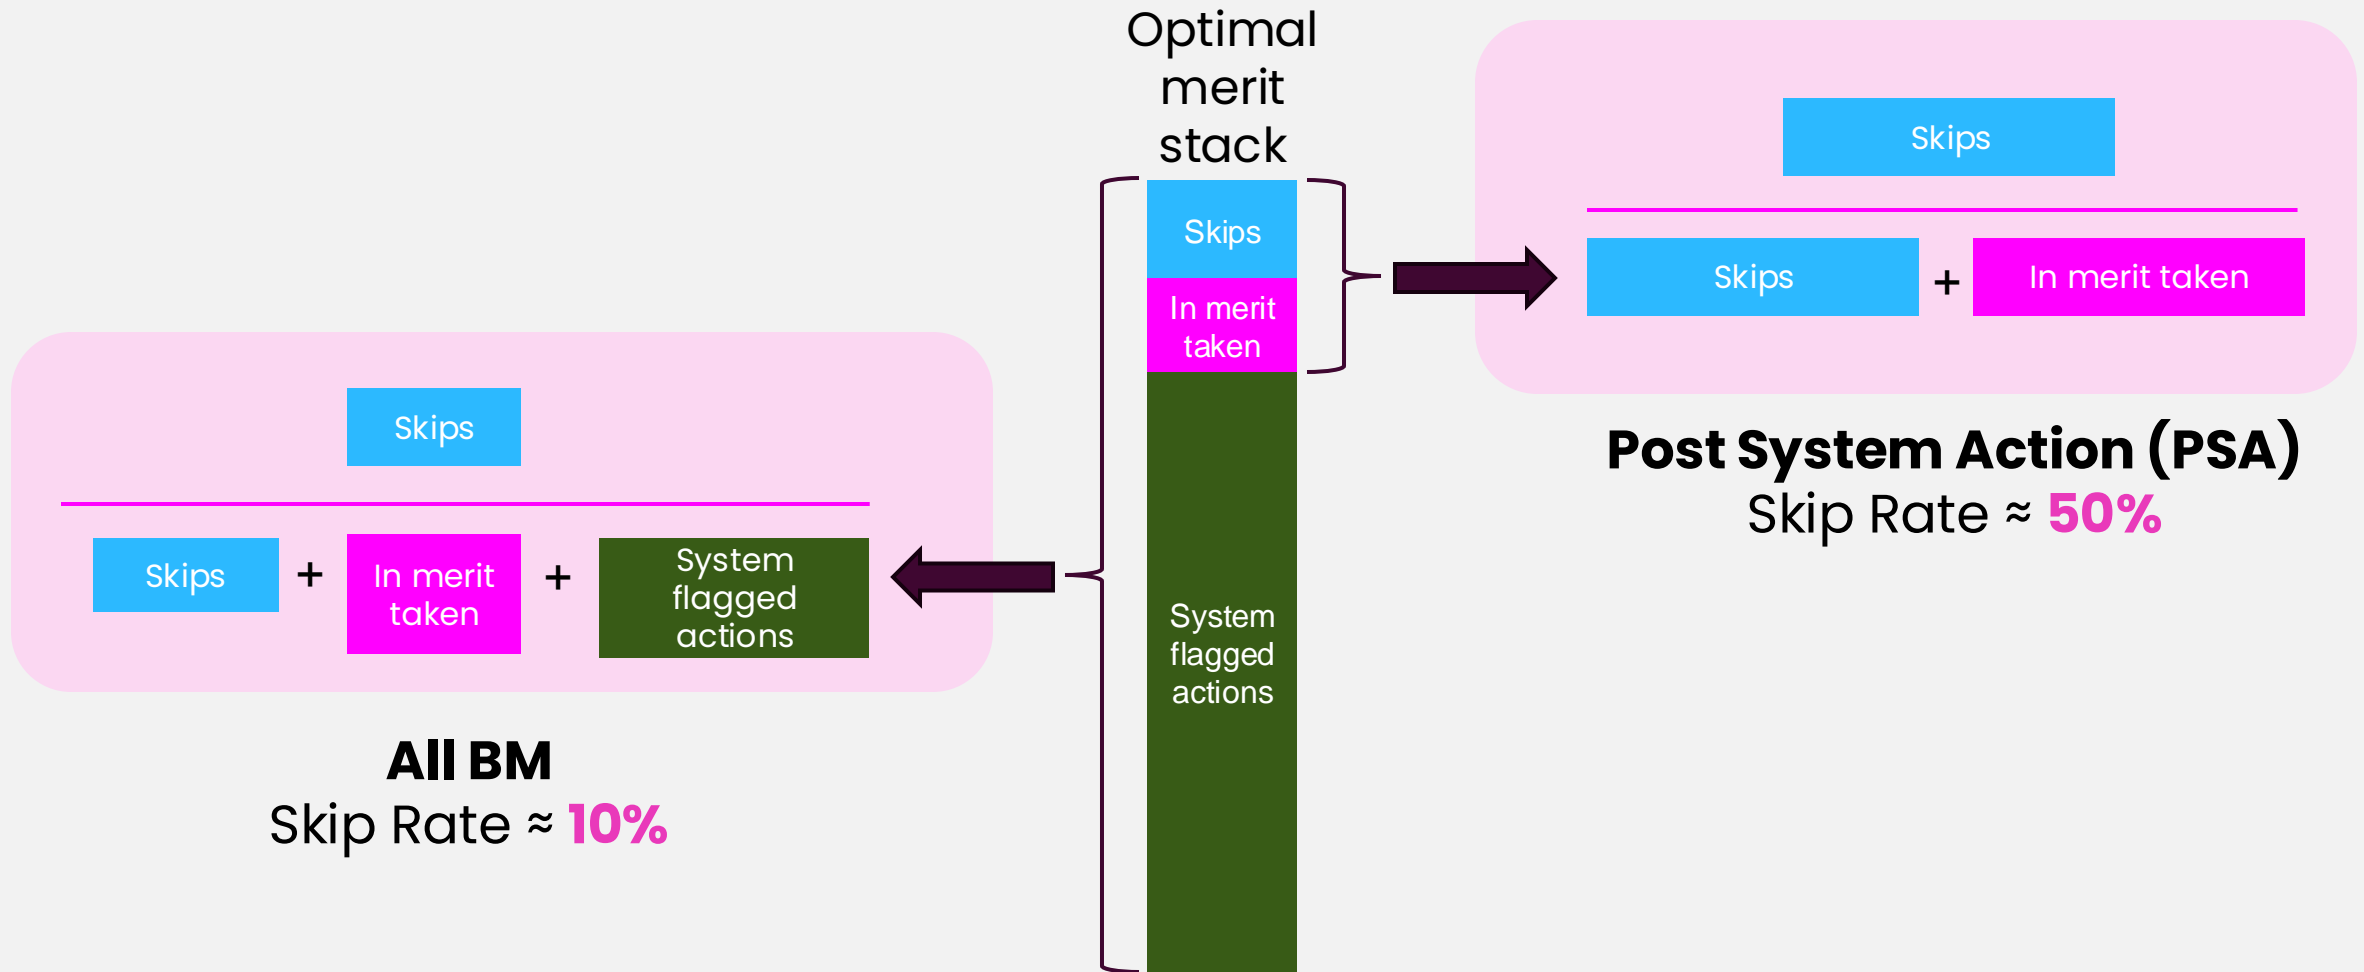 Optimal
merit
stack
Skips
In merit
taken
System
flagged
actions
Skips
Skips
+
In merit taken
Post System Action (PSA)
Skip Rate ≈ 50%
Skips
Skips
+
In merit
taken
+
System
flagged
actions
All BM
Skip Rate ≈ 10%